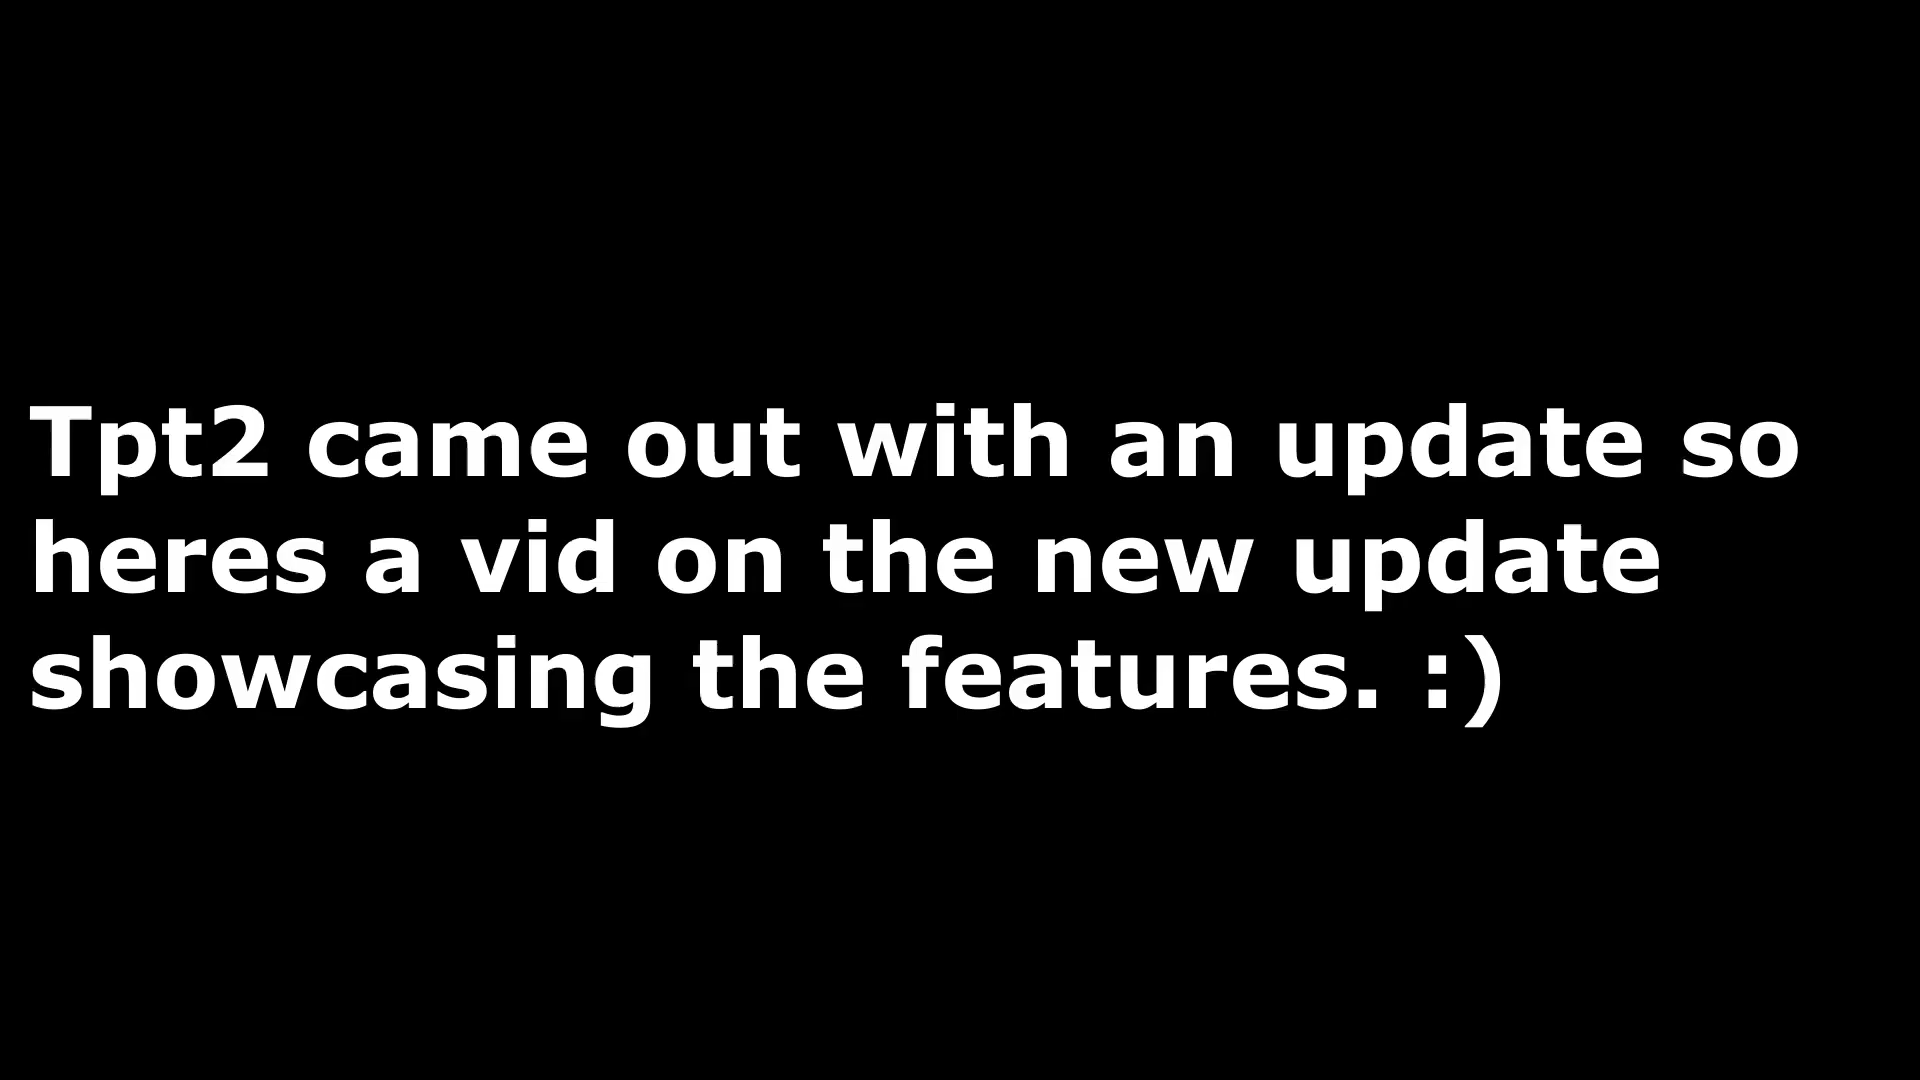 Tpt2 came out with an update so
heres a vid on the new update
showcasing the features. :)